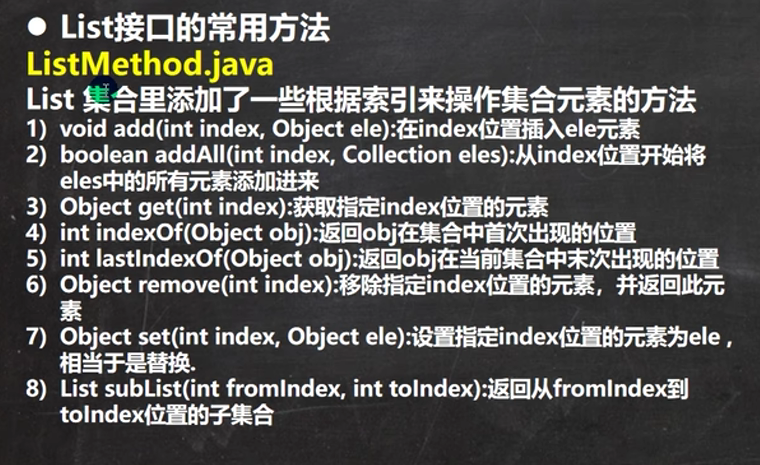 ● List接口的常用方法
ListMethod.java
List 集合里添加了一些根据索引来操作集合元素的方法
1) void add(int index, Object ele):在index位置插入ele元素
2) boolean addAll(int index, Collection eles):从index位置开始将
eles中的所有元素添加进来
3) Object get(int index):获取指定index位置的元素
4) int indexOf(Object obj):返回obj在集合中首次出现的位置
5) int lastIndexOf(Object obj):返回obj在当前集合中末次出现的位置
6) Object remove(int index):移除指定index位置的元素，并返回此元
素
7) Object set(int index, Object ele):设置指定index位置的元素为ele ,
相当于是替换.
8) List subList(int fromIndex, int toIndex):返回从fromIndex到
toIndex位置的子集合